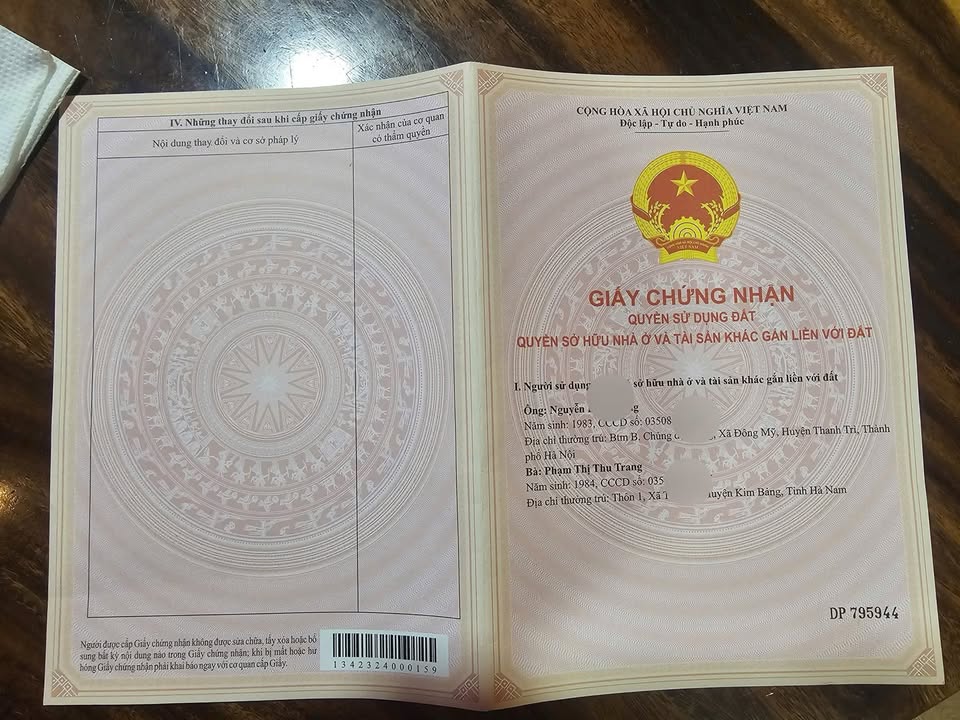 IV. Những thay đổi sau khi cấp giấy chứng nhận
Nội dung thay đổi và cơ sở pháp lý
Xác nhận của cơ quan
có thẩm quyền
Người được cấp Giấy chứng nhận không được sửa chữa, tẩy xóa hoặc bổ
sung bất kỳ nội dung nào trong Giấy chứng nhận; khi bị mất hoặc hư
hỏng Giấy chứng nhận phải khai báo ngay với cơ quan cấp Giấy.
1342324000159
CỘNG HÒA XÃ HỘI CHỦ NGHĨA VIỆT NAM
Độc lập - Tự do - Hạnh phúc
VIỆT NAM
GIẤY CHỨNG NHẬN
QUYỀN SỬ DỤNG ĐẤT
QUYỀN SỞ HỮU NHÀ Ở VÀ TÀI SẢN KHÁC GẮN LIỀN VỚI ĐẤT
I. Người sử dụng sở hữu nhà ở và tài sản khác gắn liền với đất
Ông: Nguyễn
Năm sinh: 1983, CCCD số: 03508
Địa chỉ thường trú: Btm B, Chùng Xã Đông Mỹ, Huyện Thanh Trì, Thành
phố Hà Nội
Bà: Phạm Thị Thu Trang
Năm sinh: 1984, CCCD số: 035
Địa chỉ thường trú: Thôn 1, Xã Kim Bảng, Tỉnh Hà Nam
DP 795944